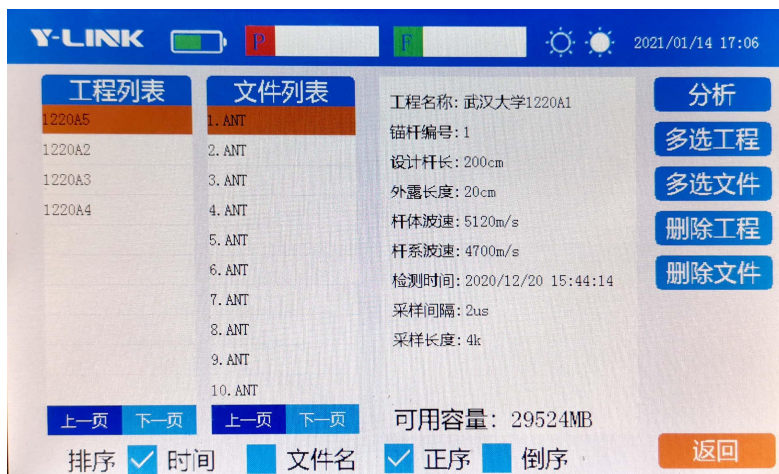 Y-LINK
P
F
2021/01/14 17:06
工程列表
1220A5
1220A2
1220A3
1220A4
上一页 下一页
文件列表
1. ANT
2. ANT
3. ANT
4. ANT
5. ANT
6. ANT
7. ANT
8. ANT
9. ANT
10. ANT
上一页 下一页
工程名称: 武汉大学1220A1
锚杆编号: 1
设计杆长: 200cm
外露长度: 20cm
杆体波速: 5120m/s
杆系波速: 4700m/s
检测时间: 2020/12/20 15:44:14
采样间隔: 2us
采样长度: 4k
可用容量: 29524MB
分析
多选工程
多选文件
删除工程
删除文件
排序 时间 文件名 正序 倒序
返回